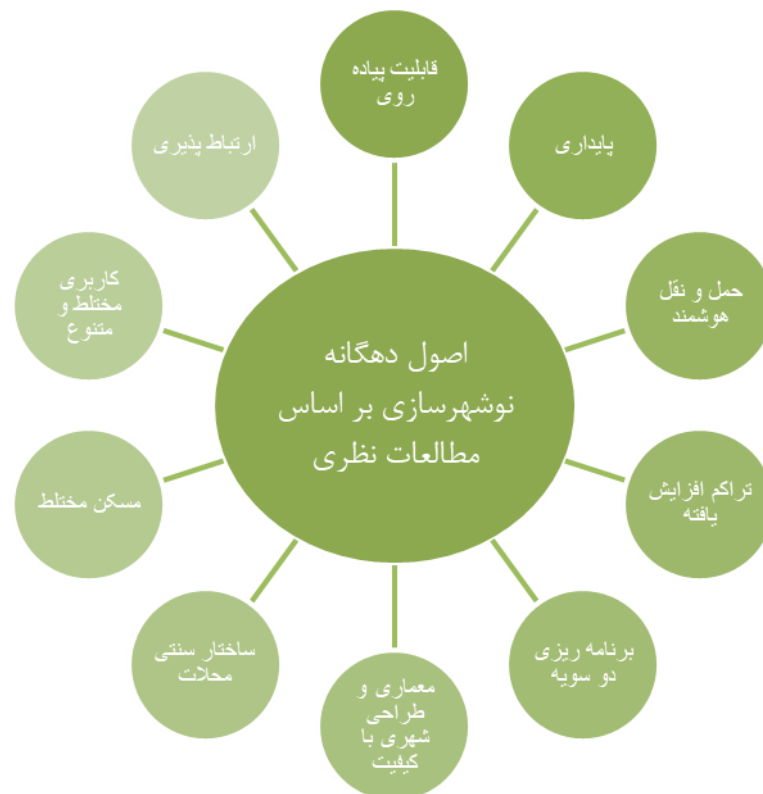 قابلیت پیاده
روی
پایداری
حمل و نقل
هوشمند
تراکم افزایش
یافته
برنامه ریزی
دو سویه
معماری و
طراحی
شهری با
کیفیت
ساختار سنتی
محلات
مسکن مختلط
کاربری
مختلط و
متنوع
ارتباط پذیری
اصول دهگانه
نوشهرسازی بر اساس
مطالعات نظری